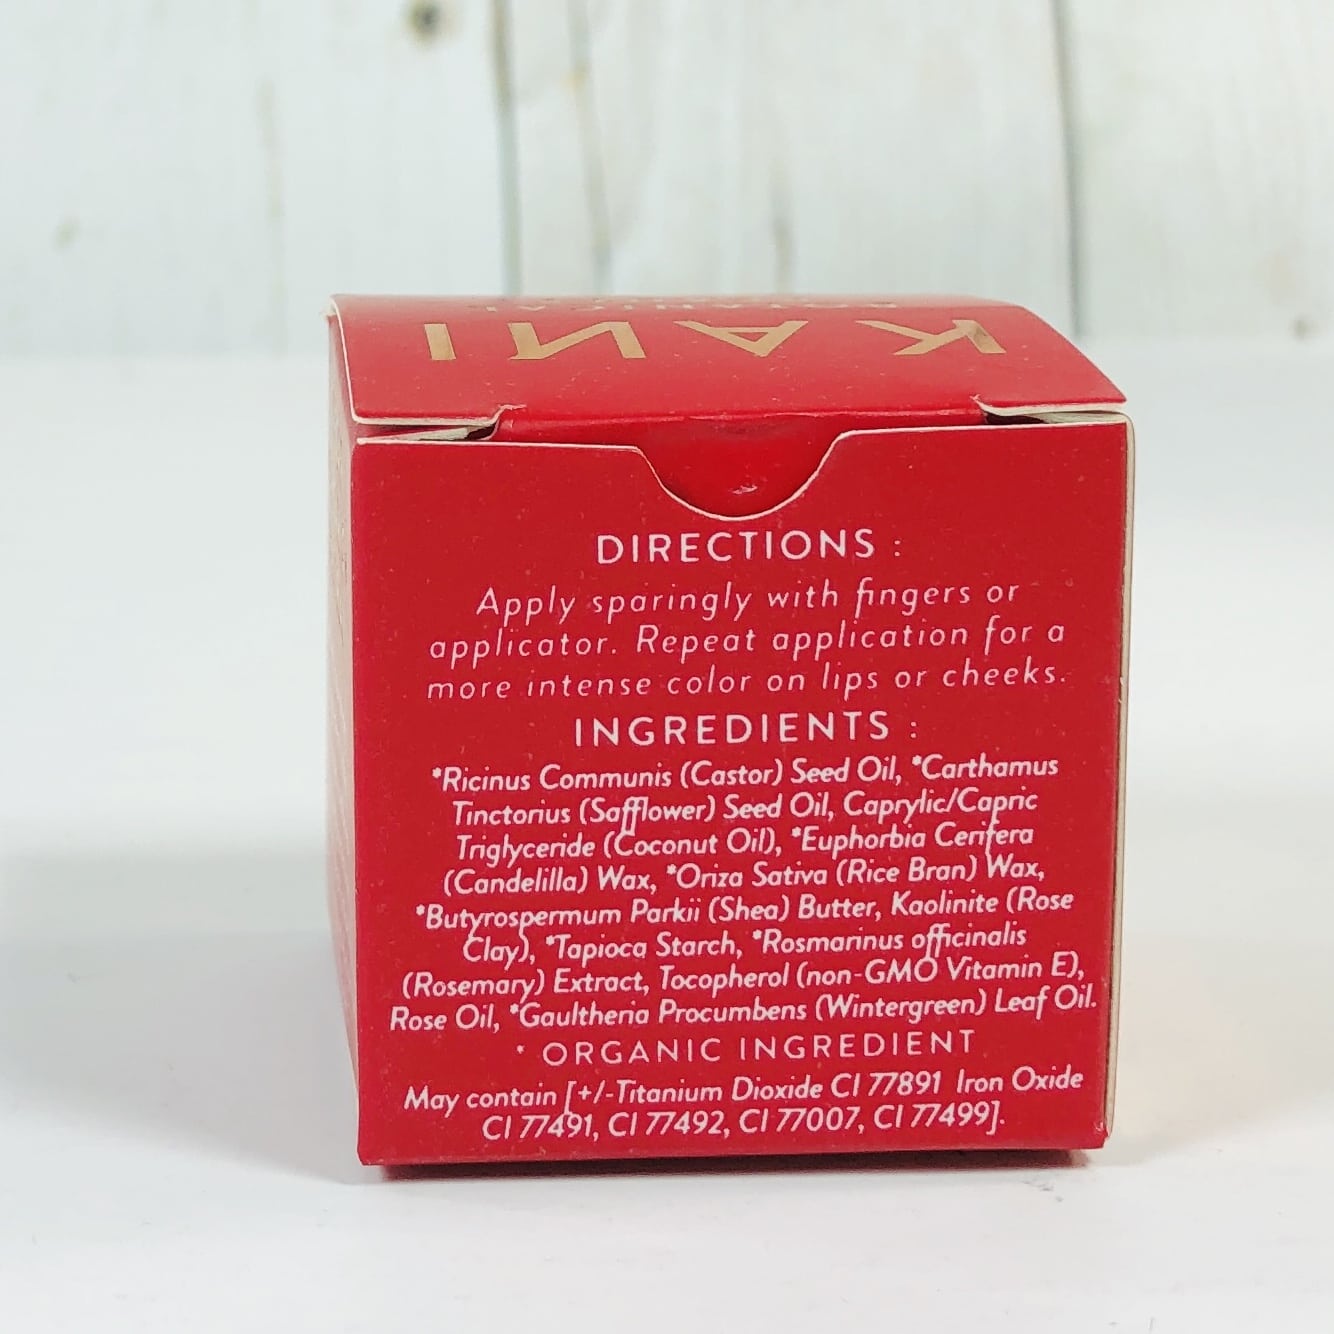 KANI
BOTANICALS
DIRECTIONS :
Apply sparingly with fingers or
applicator. Repeat application for a
more intense color on lips or cheeks.
INGREDIENTS :
*Ricinus Communis (Castor) Seed Oil, *Carthamus
Tinctorius (Safflower) Seed Oil, Caprylic/Capric
Triglyceride (Coconut Oil), *Euphorbia Cerifera
(Candelilla) Wax, *Oriza Sativa (Rice Bran) Wax,
*Butyrospermum Parkii (Shea) Butter, Kaolinite (Rose
Clay), *Tapioca Starch, *Rosmarinus officinalis
(Rosemary) Extract, Tocopherol (non-GMO Vitamin E),
Rose Oil, *Gaultheria Procumbens (Wintergreen) Leaf Oil.
* ORGANIC INGREDIENT
May contain [+/-Titanium Dioxide CI 77891 Iron Oxide
CI 77491, CI 77492, CI 77007, CI 77499].